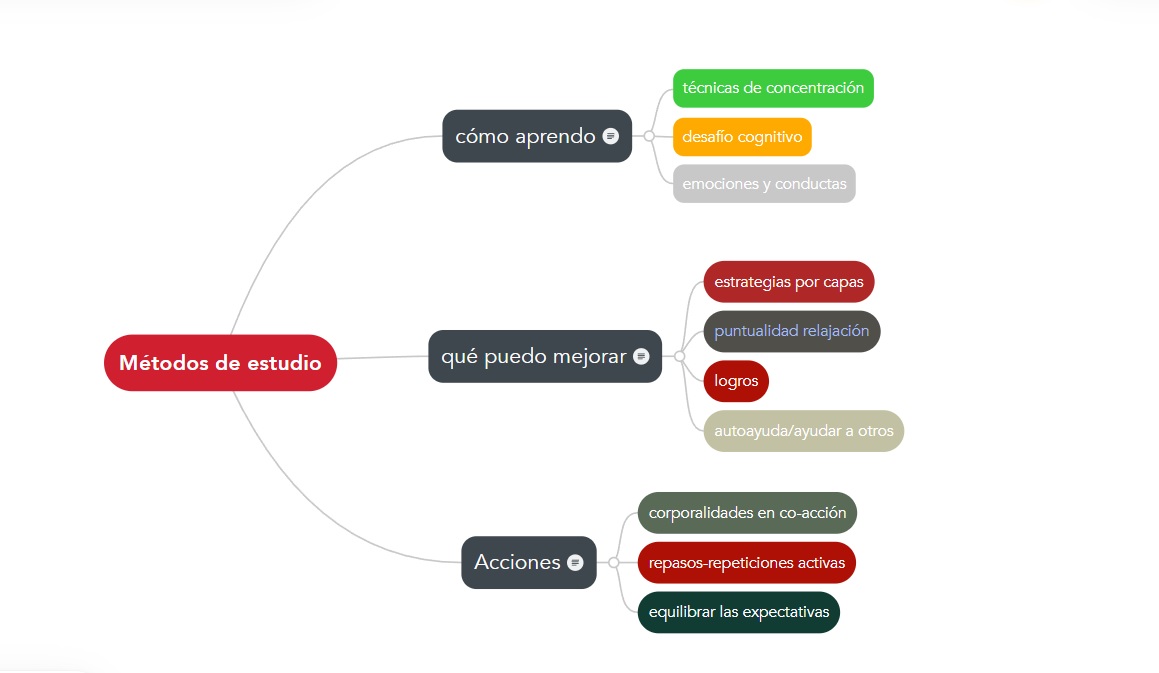 técnicas de concentración
cómo aprendo
desafío cognitivo
emociones y conductas
estrategias por capas
puntualidad relajación
Métodos de estudio
qué puedo mejorar
logros
autoayuda/ayudar a otros
corporalidades en co-acción
Acciones
repasos-repeticiones activas
equilibrar las expectativas